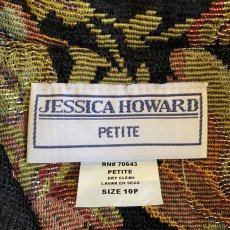 JESSICA HOWARD
PETITE
RN# 70643
PETITE
DRY CLEAN
LAVAR EN SECO
SIZE 10P